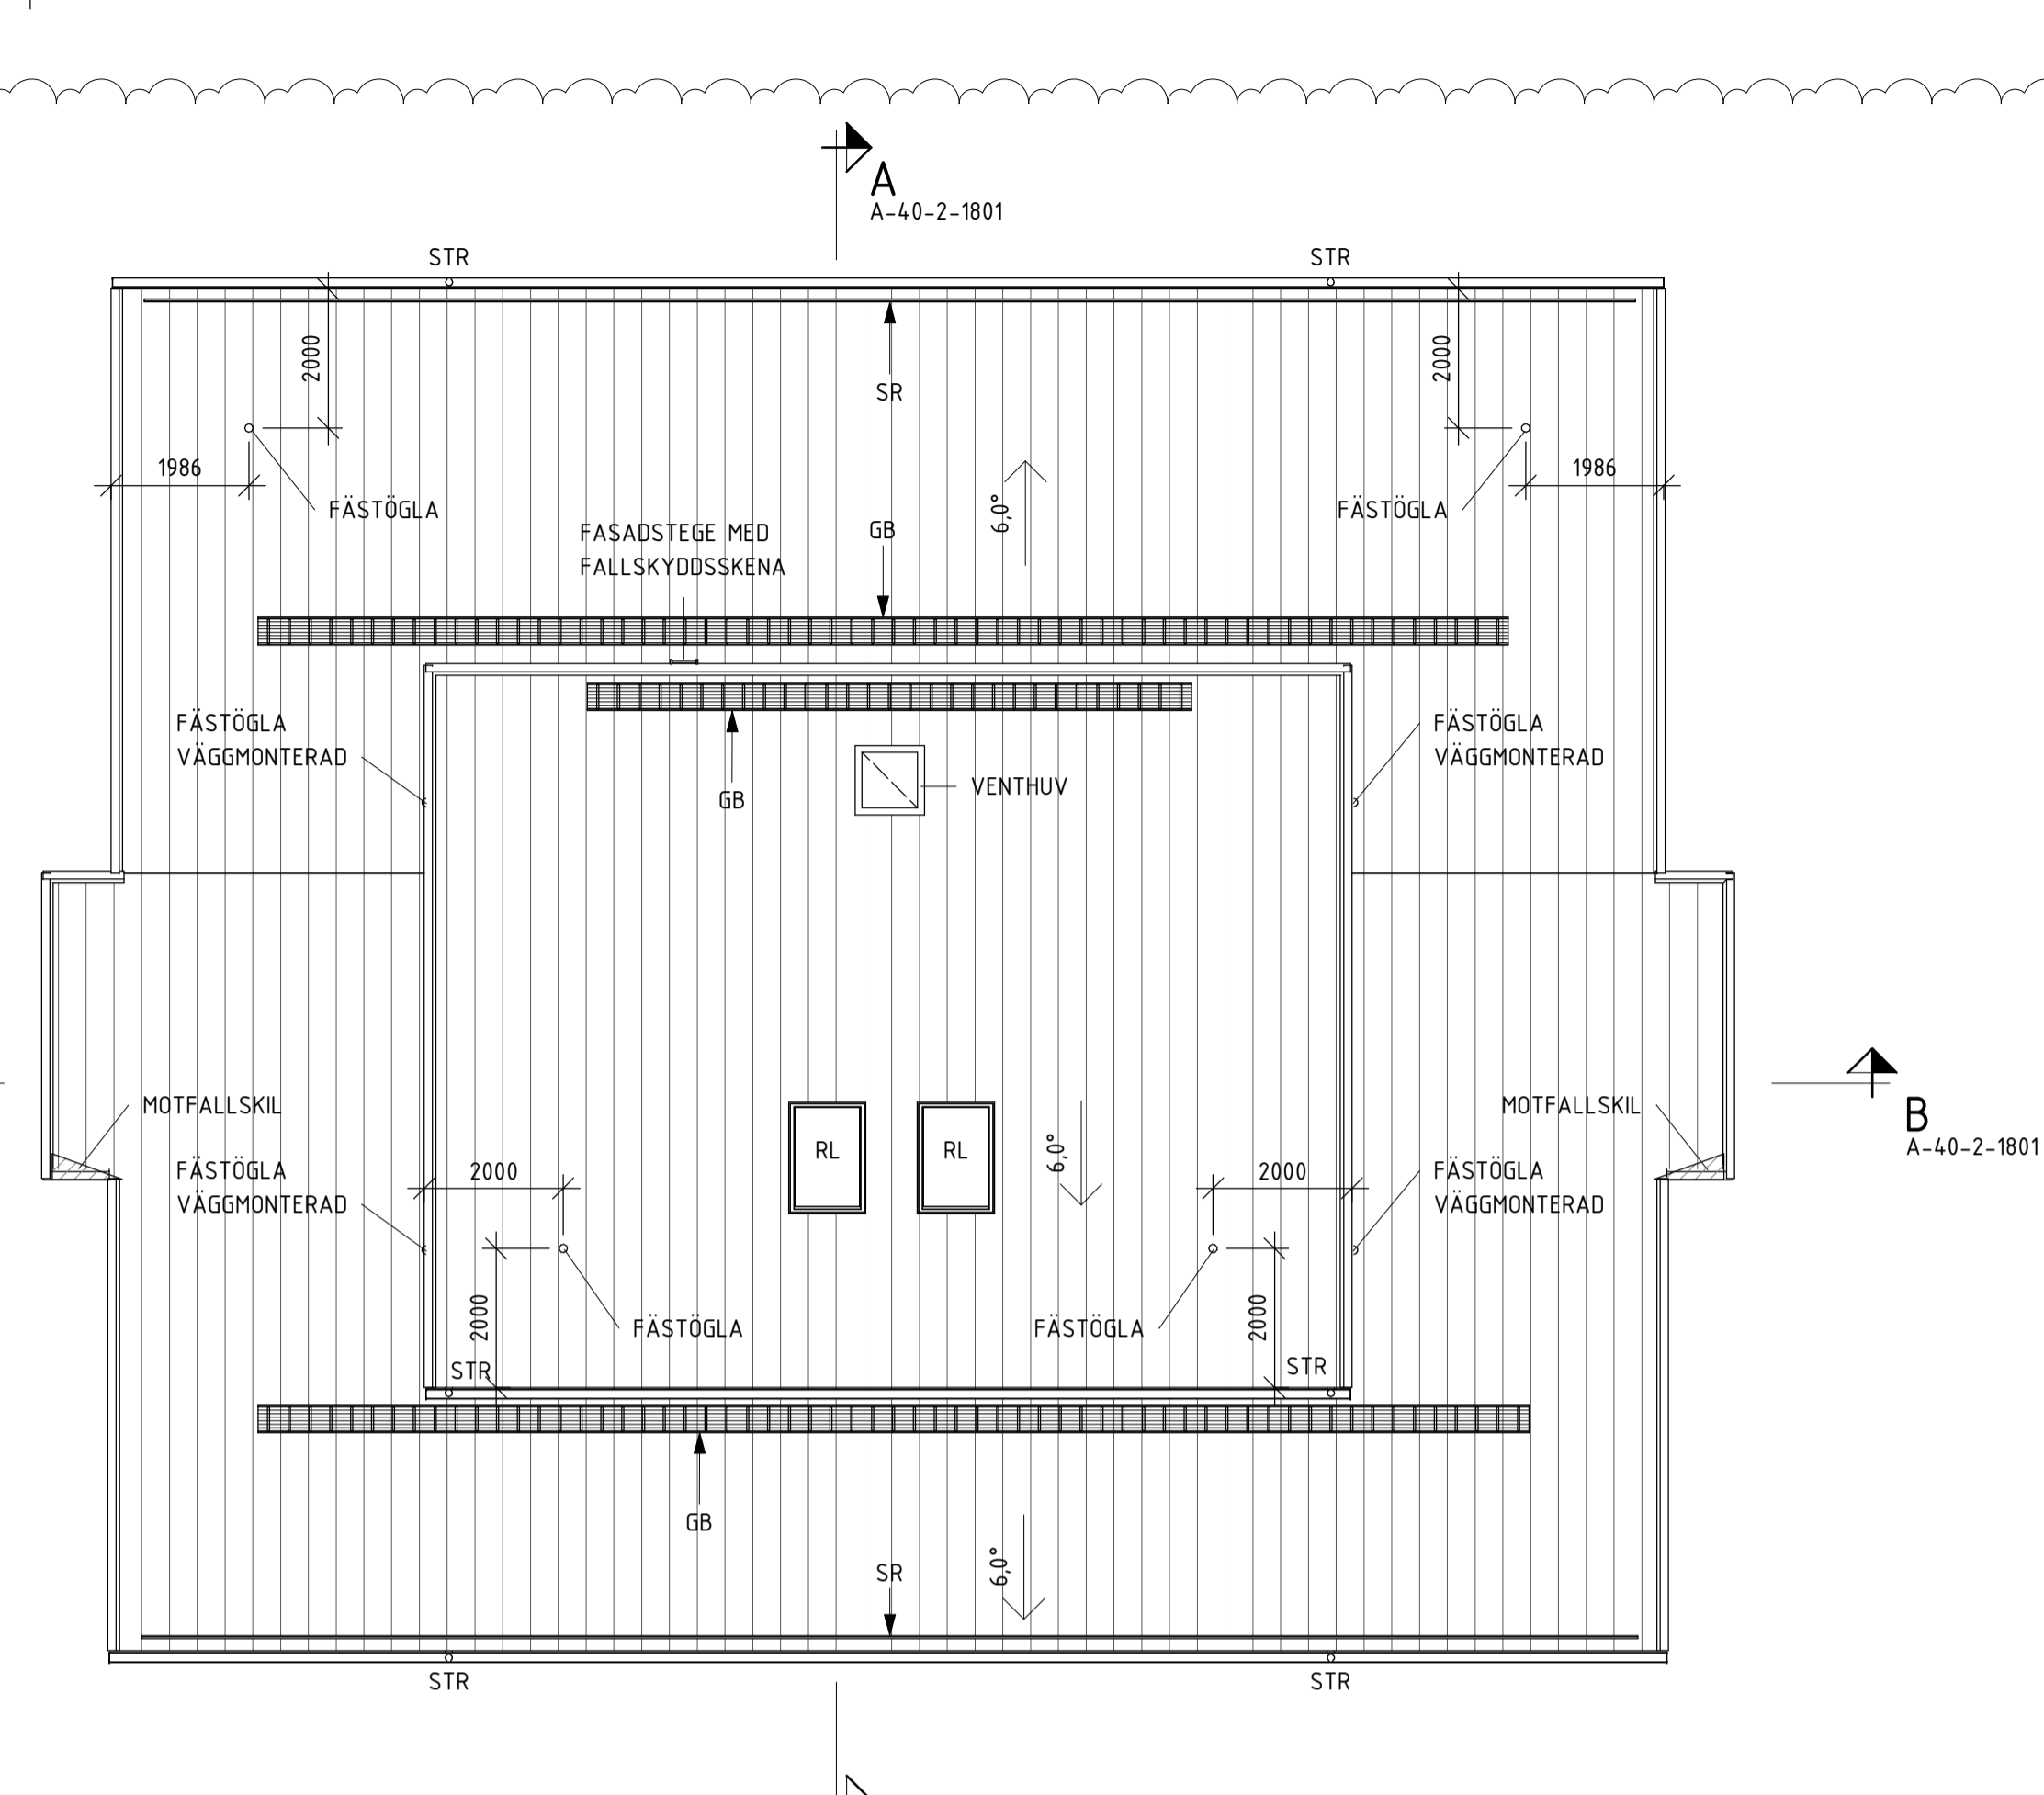 A
A-40-2-1801
STR
STR
2000
2000
SR
1986
1986
FÄSTÖGLA
FÄSTÖGLA
6,0°
FASADSTEGE MED
FALLSKYDDSSKENA
GB
FÄSTÖGLA
VÄGGMONTERAD
FÄSTÖGLA
VÄGGMONTERAD
GB
VENTHUV
MOTFALLSKIL
MOTFALLSKIL
B
A-40-2-1801
RL
RL
6,0°
FÄSTÖGLA
VÄGGMONTERAD
2000
2000
FÄSTÖGLA
VÄGGMONTERAD
2000
2000
FÄSTÖGLA
FÄSTÖGLA
STR
STR
GB
SR
6,0°
STR
STR